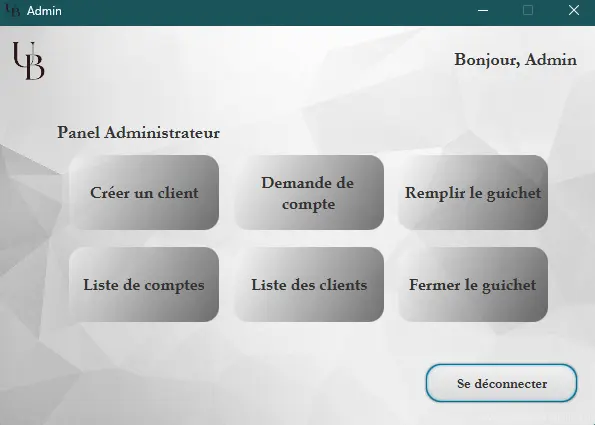 UB Admin
UB
Bonjour, Admin
Panel Administrateur
Créer un client
Demande de
compte
Remplir le guichet
Liste de comptes
Liste des clients
Fermer le guichet
Se déconnecter